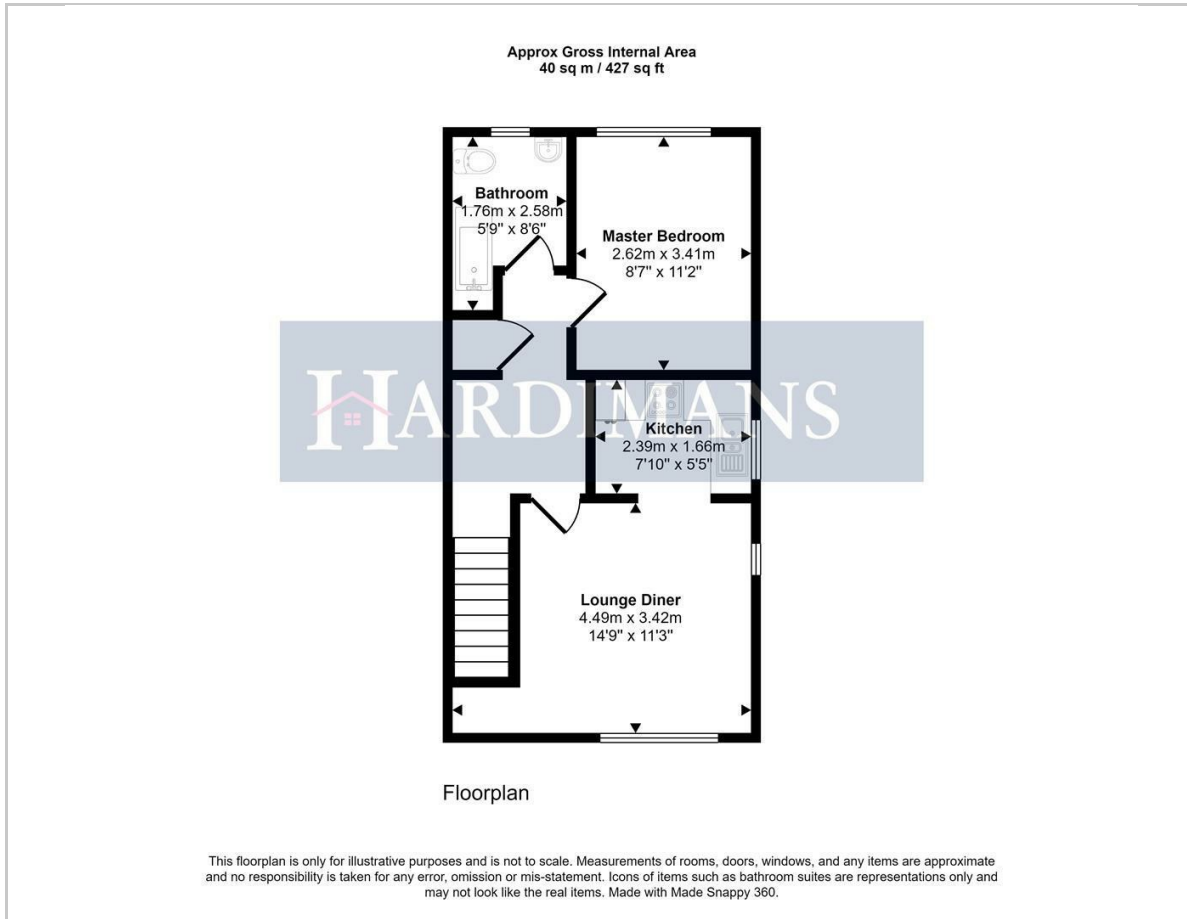 Approx Gross Internal Area
40 sq m / 427 sq ft
Bathroom
1.76m x 2.58m
5'9" x 8'6"
Master Bedroom
2.62m x 3.41m
8'7" x 11'2"
HARDIMANS
Kitchen
2.39m x 1.66m
7'10" x 5'5"
Lounge Diner
4.49m x 3.42m
14'9" x 11'3"
Floorplan
This floorplan is only for illustrative purposes and is not to scale. Measurements of rooms, doors, windows, and any items are approximate
and no responsibility is taken for any error, omission or mis-statement. Icons of items such as bathroom suites are representations only and
may not look like the real items. Made with Made Snappy 360.